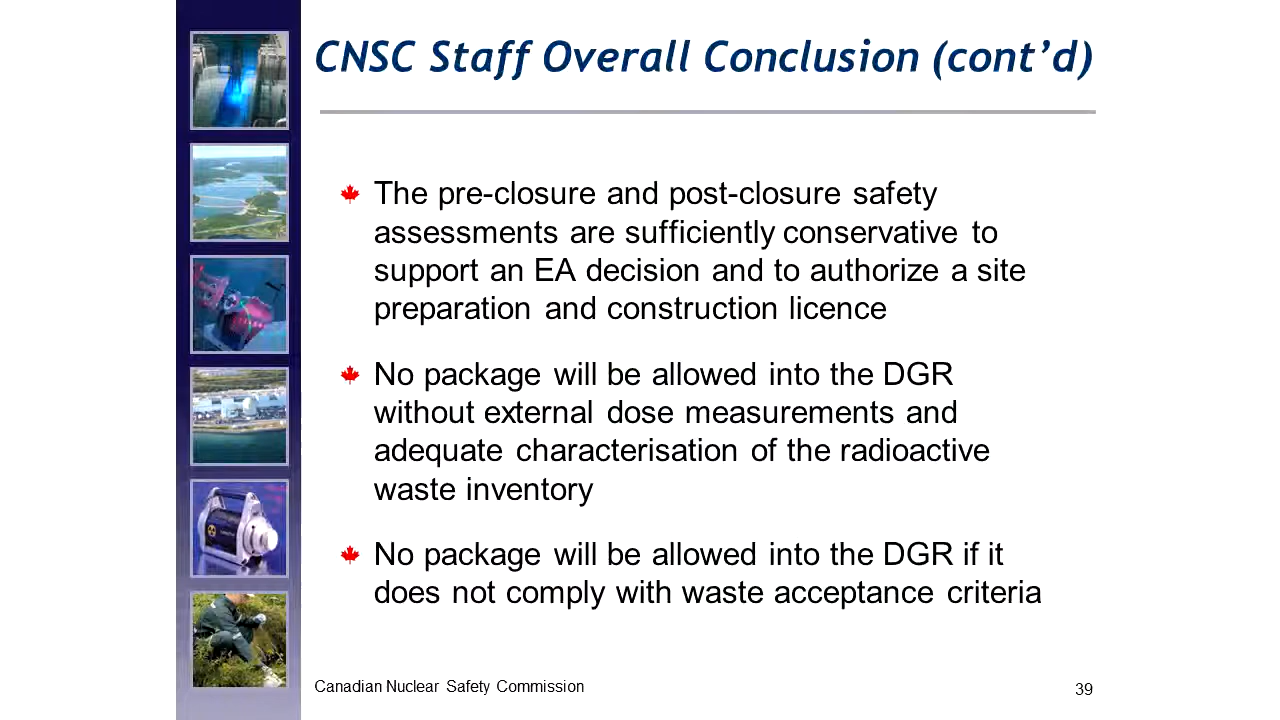 CNSC Staff Overall Conclusion (cont’d)
The pre-closure and post-closure safety
assessments are sufficiently conservative to
support an EA decision and to authorize a site
preparation and construction licence
No package will be allowed into the DGR
without external dose measurements and
adequate characterisation of the radioactive
waste inventory
No package will be allowed into the DGR if it
does not comply with waste acceptance criteria
Canadian Nuclear Safety Commission
39